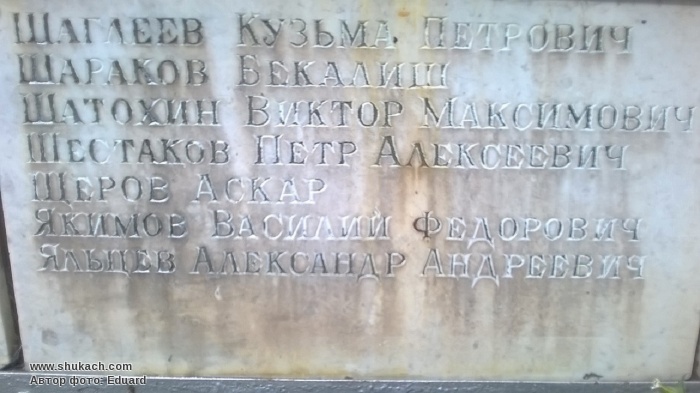 ШАГЛЕЕВ КУЗЬМА ПЕТРОВИЧ
ШАРАКОВ БЕКАЛИШ
ШАТОХИН ВИКТОР МАКСИМОВИЧ
ШЕСТАКОВ ПЕТР АЛЕКСЕЕВИЧ
ЩЕРОВ АСКАР
ЯКИМОВ ВАСИЛИЙ ФЕДОРОВИЧ
ЯЛЬЦЕВ АЛЕКСАНДР АНДРЕЕВИЧ
www.shukach.com
Автор фото: Eduard